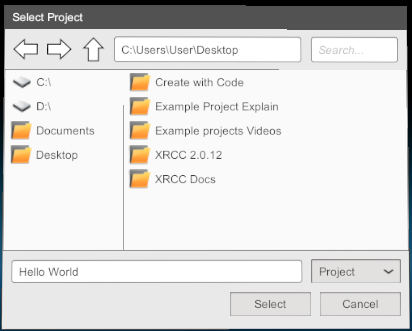 Select Project
C:\Users\User\Desktop
Search...
C:\
D:\
Documents
Desktop
Create with Code
Example Project Explain
Example projects Videos
XRCC 2.0.12
XRCC Docs
Hello World
Project
Select
Cancel